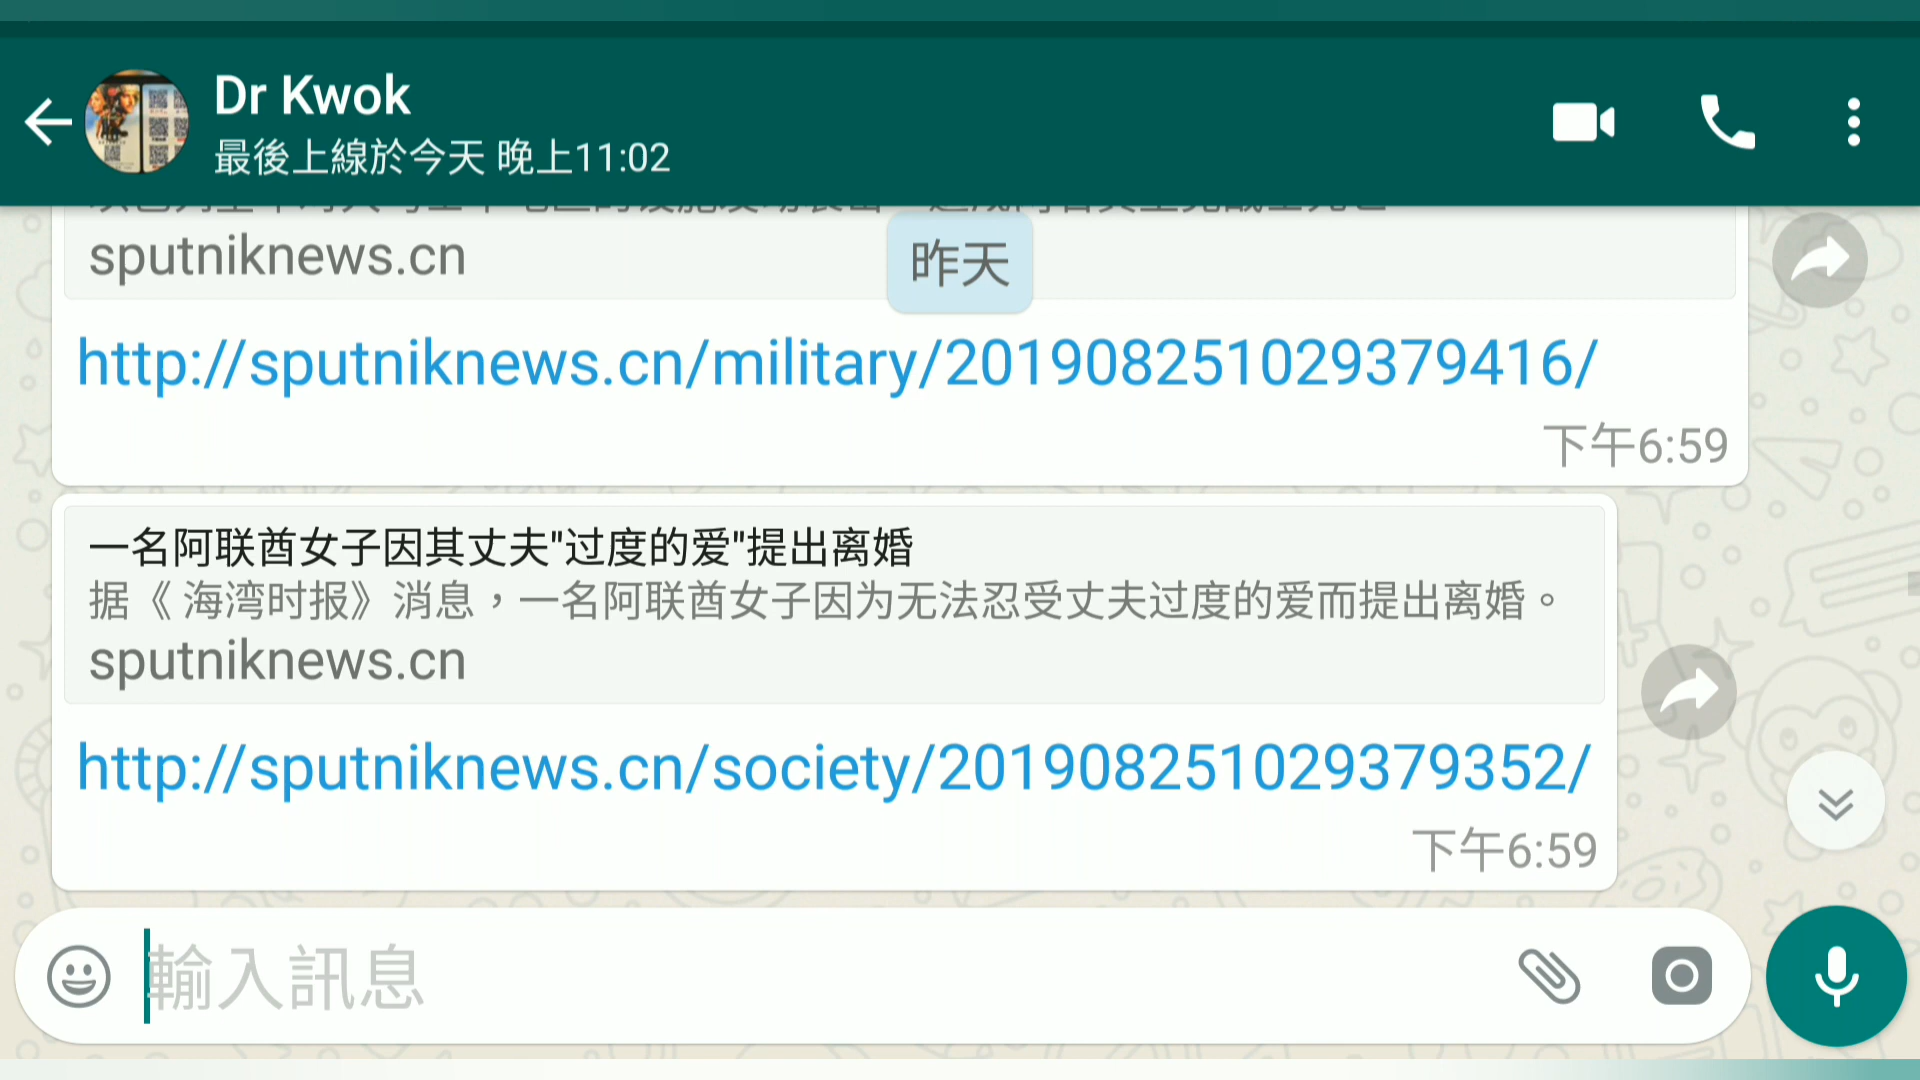 Dr Kwok
最後上線於今天 晚上11:02
sputniknews.cn
昨天
http://sputniknews.cn/military/201908251029379416/
下午6:59
一名阿联酋女子因其丈夫"过度的爱"提出离婚
据《 海湾时报》消息，一名阿联酋女子因为无法忍受丈夫过度的爱而提出离婚。
sputniknews.cn
http://sputniknews.cn/society/201908251029379352/
下午6:59
輸入訊息